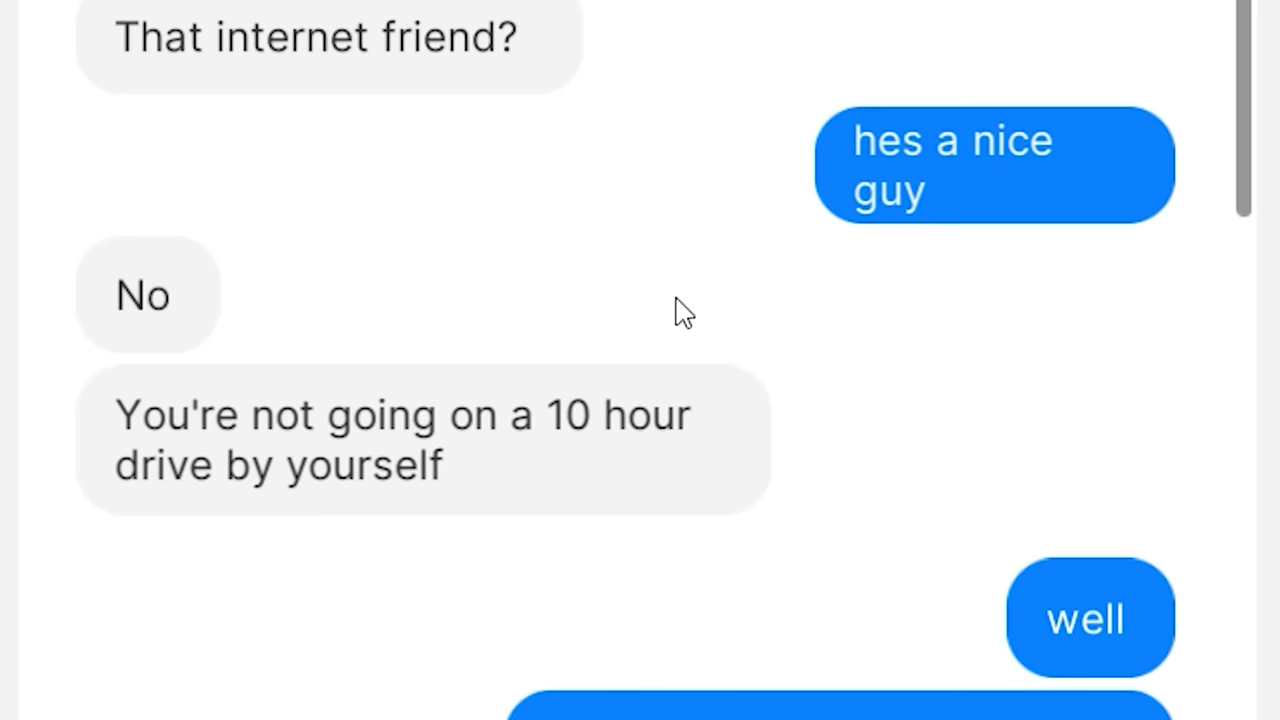 That internet friend?
hes a nice
guy
No
You're not going on a 10 hour
drive by yourself
well